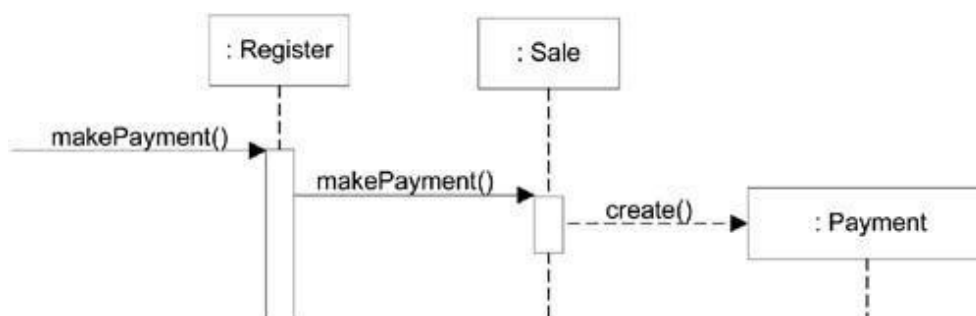 : Register
: Sale
makePayment()
makePayment()
create()
: Payment